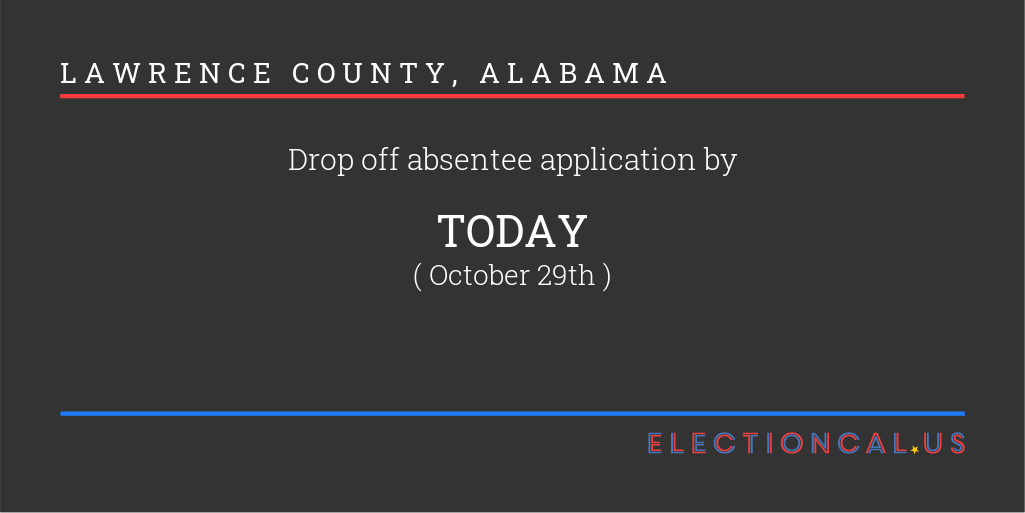 LAWRENCE COUNTY, ALABAMA
Drop off absentee application by
TODAY
( October 29th )
ELECTIONCAL.US